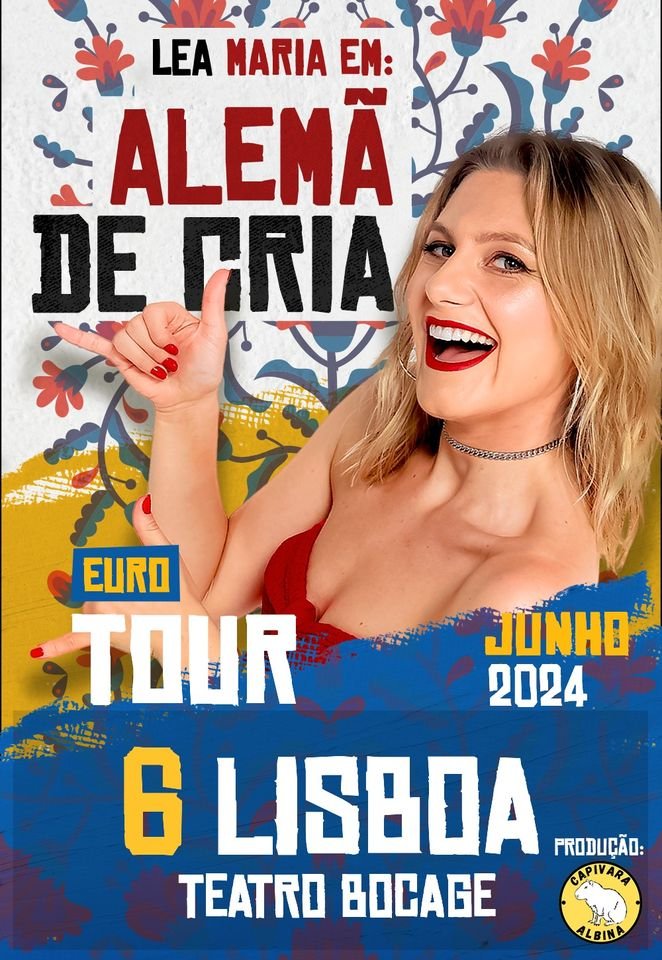 LEA MARIA EM:
ALEMÃ
DE CRIA
EURO
TOUR
JUNHO
2024
6 LISBOA
TEATRO BOCAGE
PRODUÇÃO:
CAPIVARA
ALBINA